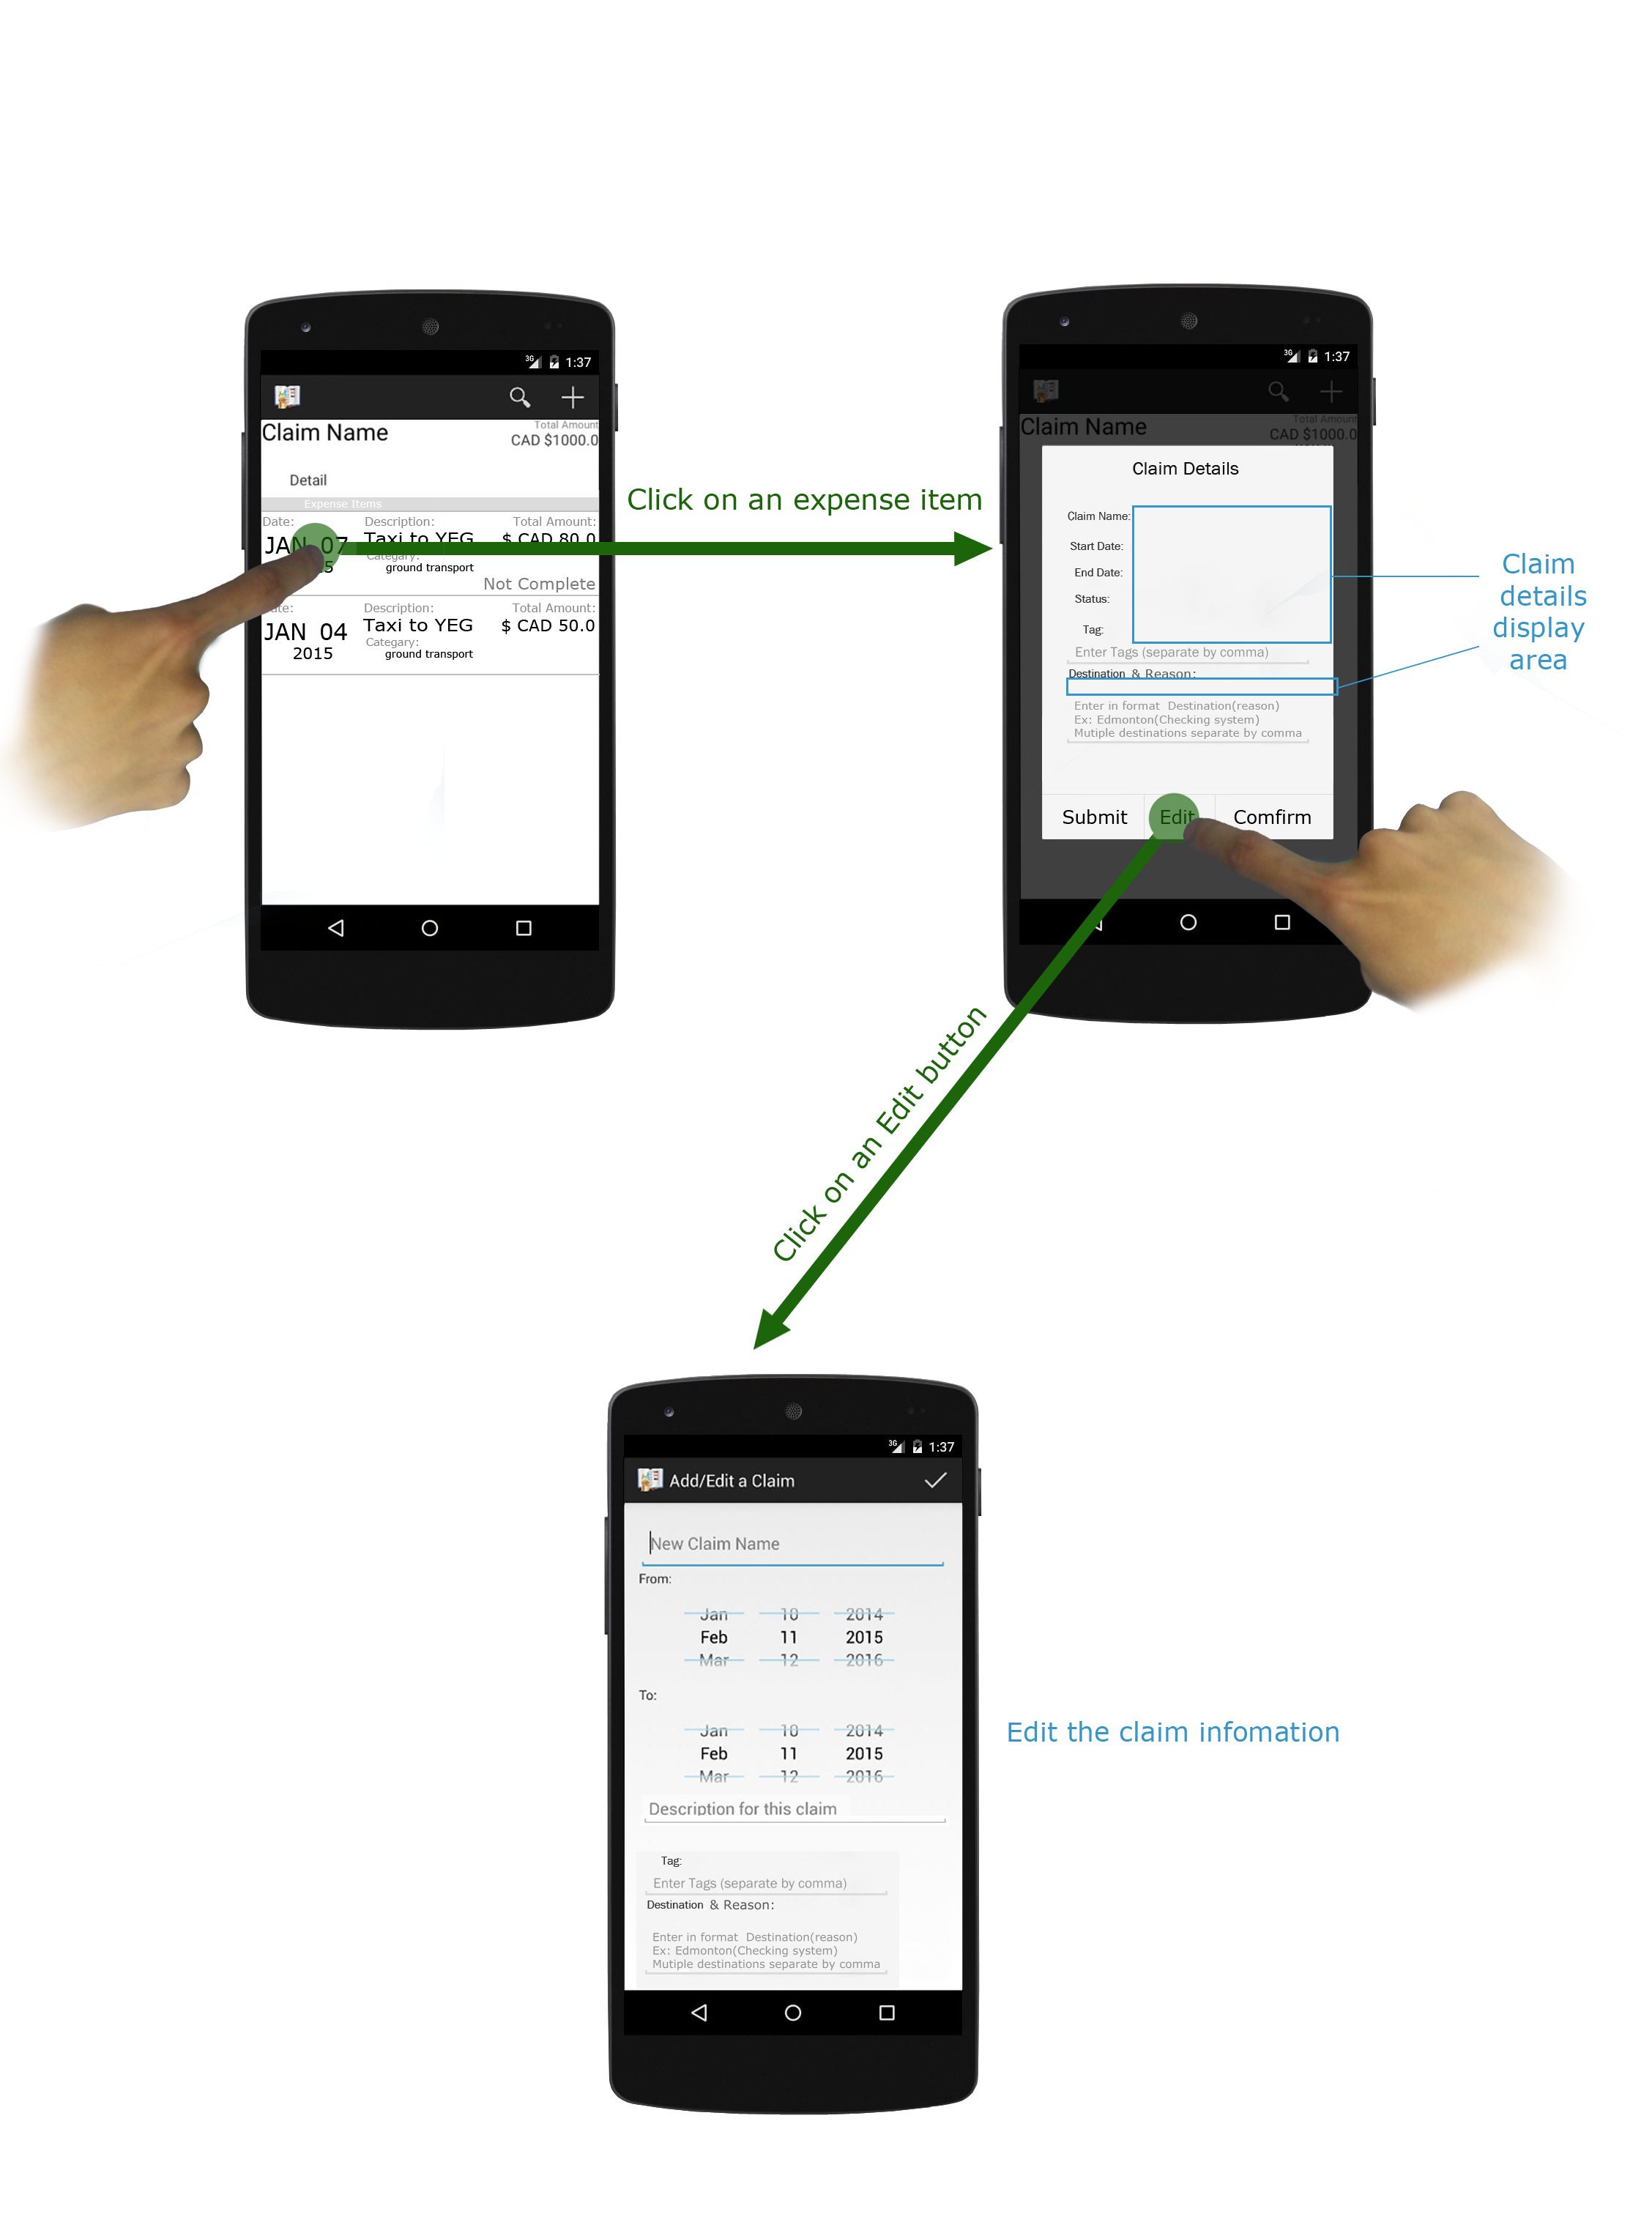 3G 1:37
Claim Name
Total Amount
CAD $1000.0
Detail
Expense Items
Date: Description: Total Amount:
JAN 07 Taxi to YEG $ CAD 80.0
Category:
ground transport
Not Complete
Description: Total Amount:
JAN 04 Taxi to YEG $ CAD 50.0
Categary:
2015 ground transport
Click on an expense item
3G 1:37
Claim Name
Total Amount
CAD $1000.0
Claim Details
Claim Name:
Start Date:
End Date:
Status:
Tag:
Enter Tags (separate by comma)
Destination & Reason:
Enter in format Destination(reason)
Ex: Edmonton(Checking system)
Mutiple destinations separate by comma
Submit Edit Comfirm
Claim
details
display
area
Click on an Edit button
3G 1:37
Add/Edit a Claim
New Claim Name
From:
Jan 10 2014
Feb 11 2015
Mar 12 2016
To:
Jan 10 2014
Feb 11 2015
Mar 12 2016
Description for this claim
Tag:
Enter Tags (separate by comma)
Destination & Reason:
Enter in format Destination(reason)
Ex: Edmonton(Checking system)
Mutiple destinations separate by comma
Edit the claim infomation